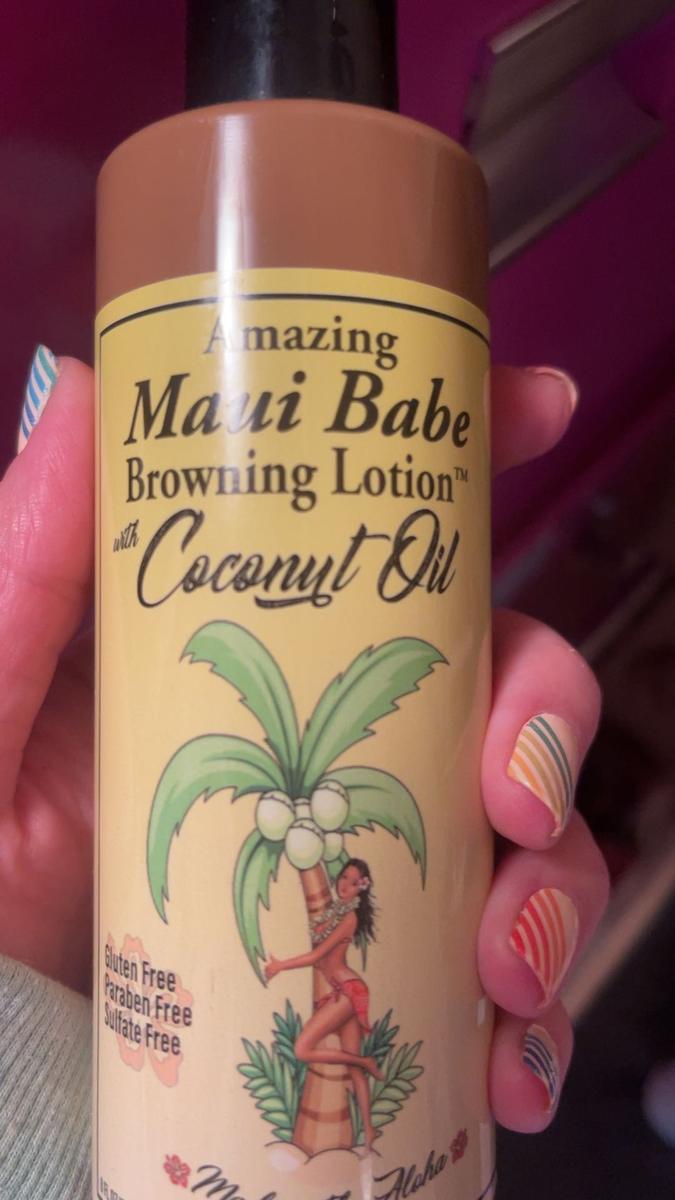 Amazing
Maui Babe
Browning Lotion™
with
Coconut Oil
Gluten Free
Paraben Free
Sulfate Free
Aloha